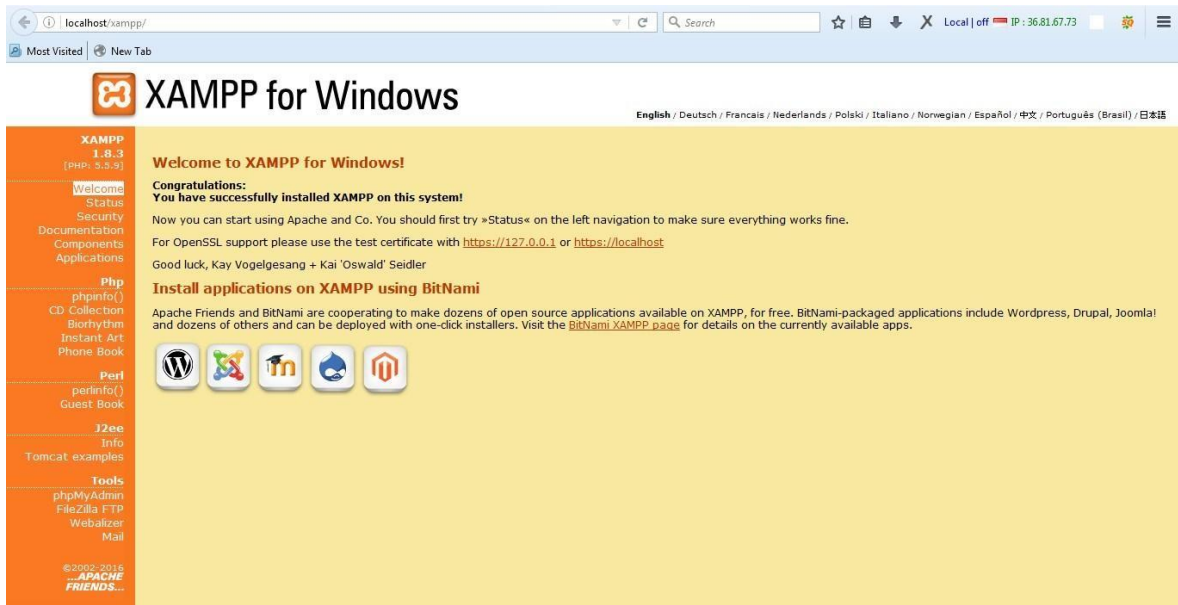 localhost/xampp/
Search
Local | off IP : 36.81.67.73
Most Visited New Tab
XAMPP for Windows
English / Deutsch / Francais / Nederlands / Polski / Italiano / Norwegian / Español / 中文 / Português (Brasil) / 日本語
XAMPP
1.8.3
[PHP: 5.5.9]
Welcome
Status
Security
Documentation
Components
Applications
Php
phpinfo()
CD Collection
Biorhythm
Instant Art
Phone Book
Perl
perlinfo()
Guest Book
J2ee
Info
Tomcat examples
Tools
phpMyAdmin
FileZilla FTP
Webalizer
Mail
©2002-2016
...APACHE
FRIENDS...
Welcome to XAMPP for Windows!
Congratulations:
You have successfully installed XAMPP on this system!
Now you can start using Apache and Co. You should first try »Status« on the left navigation to make sure everything works fine.
For OpenSSL support please use the test certificate with https://127.0.0.1 or https://localhost
Good luck, Kay Vogelgesang + Kai 'Oswald' Seidler
Install applications on XAMPP using BitNami
Apache Friends and BitNami are cooperating to make dozens of open source applications available on XAMPP, for free. BitNami-packaged applications include Wordpress, Drupal, Joomla!
and dozens of others and can be deployed with one-click installers. Visit the BitNami XAMPP page for details on the currently available apps.